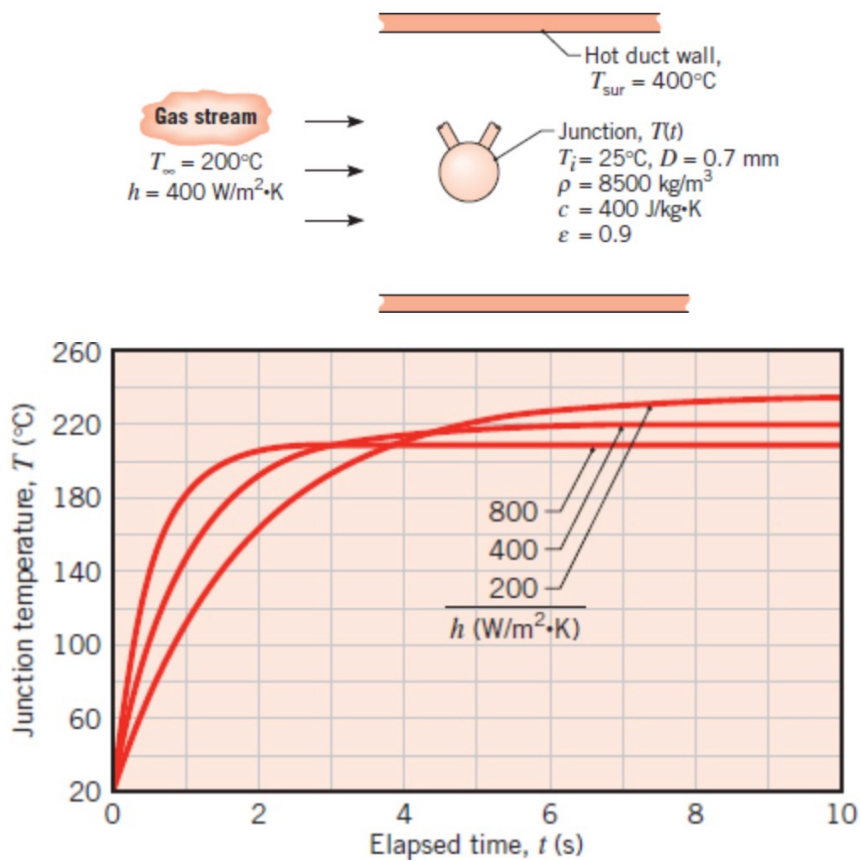 Hot duct wall,
T_sur = 400°C
Gas stream
T_∞ = 200°C
h = 400 W/m²•K
Junction, T(t)
T_i = 25°C, D = 0.7 mm
ρ = 8500 kg/m³
c = 400 J/kg•K
ε = 0.9
Junction temperature, T (°C)
260
220
180
140
100
60
20
800
400
200
h (W/m²•K)
0 2 4 6 8 10
Elapsed time, t (s)